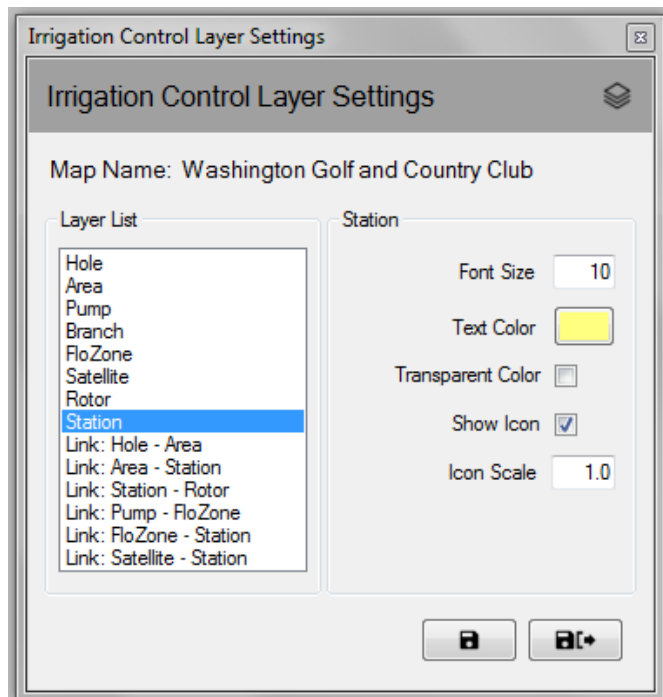 Irrigation Control Layer Settings
Irrigation Control Layer Settings
Map Name: Washington Golf and Country Club
Layer List
Hole
Area
Pump
Branch
FloZone
Satellite
Rotor
Station
Link: Hole - Area
Link: Area - Station
Link: Station - Rotor
Link: Pump - FloZone
Link: FloZone - Station
Link: Satellite - Station
Station
Font Size 10
Text Color
Transparent Color
Show Icon
Icon Scale 1.0